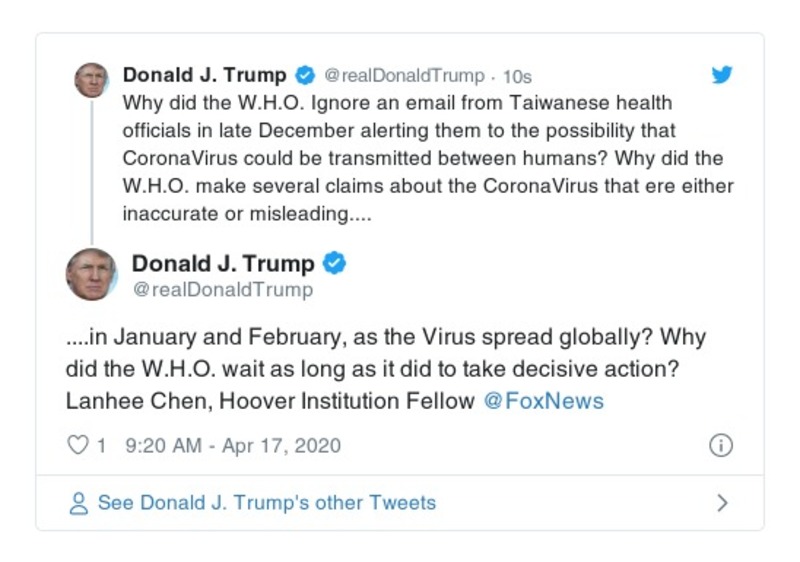 Donald J. Trump @realDonaldTrump · 10s
Why did the W.H.O. Ignore an email from Taiwanese health
officials in late December alerting them to the possibility that
CoronaVirus could be transmitted between humans? Why did the
W.H.O. make several claims about the CoronaVirus that ere either
inaccurate or misleading....
Donald J. Trump
@realDonaldTrump
....in January and February, as the Virus spread globally? Why
did the W.H.O. wait as long as it did to take decisive action?
Lanhee Chen, Hoover Institution Fellow @FoxNews
1 9:20 AM - Apr 17, 2020
See Donald J. Trump's other Tweets